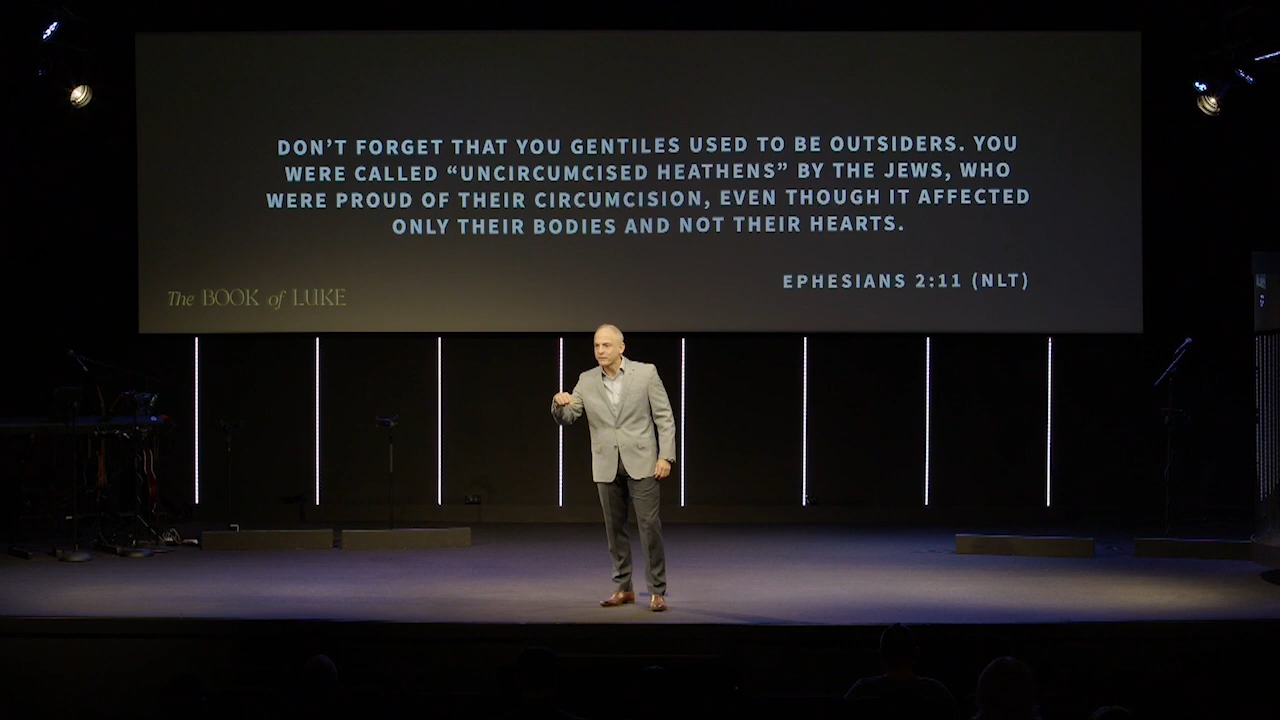 DON'T FORGET THAT YOU GENTILES USED TO BE OUTSIDERS. YOU
WERE CALLED “UNCIRCUMCISED HEATHENS” BY THE JEWS, WHO
WERE PROUD OF THEIR CIRCUMCISION, EVEN THOUGH IT AFFECTED
ONLY THEIR BODIES AND NOT THEIR HEARTS.
EPHESIANS 2:11 (NLT)
The BOOK of LUKE